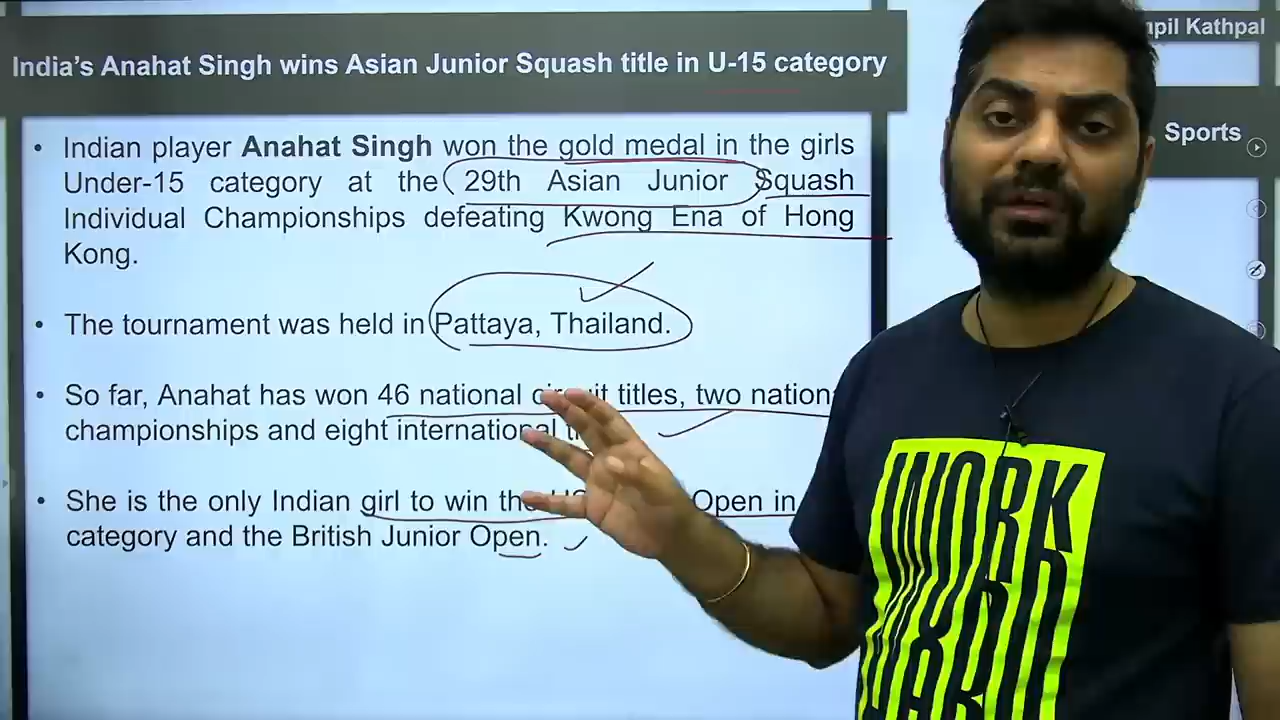 India's Anahat Singh wins Asian Junior Squash title in U-15 category
Kathpal
Sports
• Indian player Anahat Singh won the gold medal in the girls
Under-15 category at the 29th Asian Junior Squash
Individual Championships defeating Kwong Ena of Hong
Kong.
• The tournament was held in Pattaya, Thailand.
• So far, Anahat has won 46 national circuit titles, two
championships and eight international
• She is the only Indian girl to win the Open in
category and the British Junior Open.
WORK
WORK